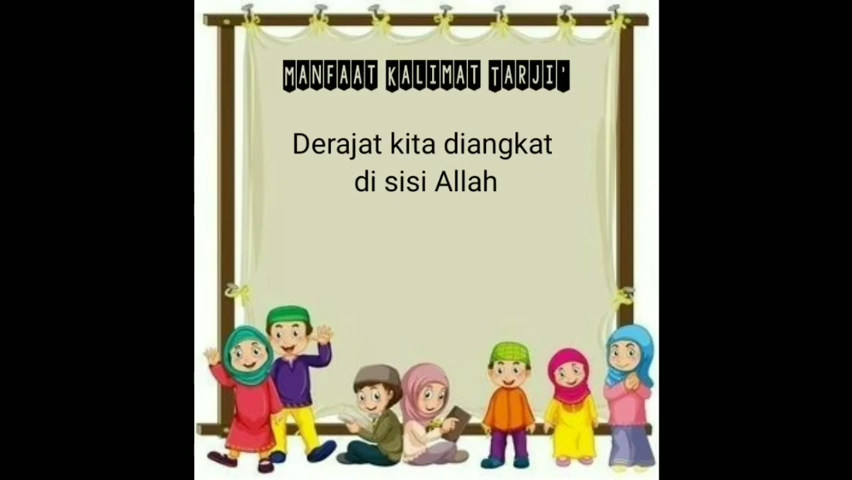 MANFAAT KALIMAT TARJI'
Derajat kita diangkat
di sisi Allah